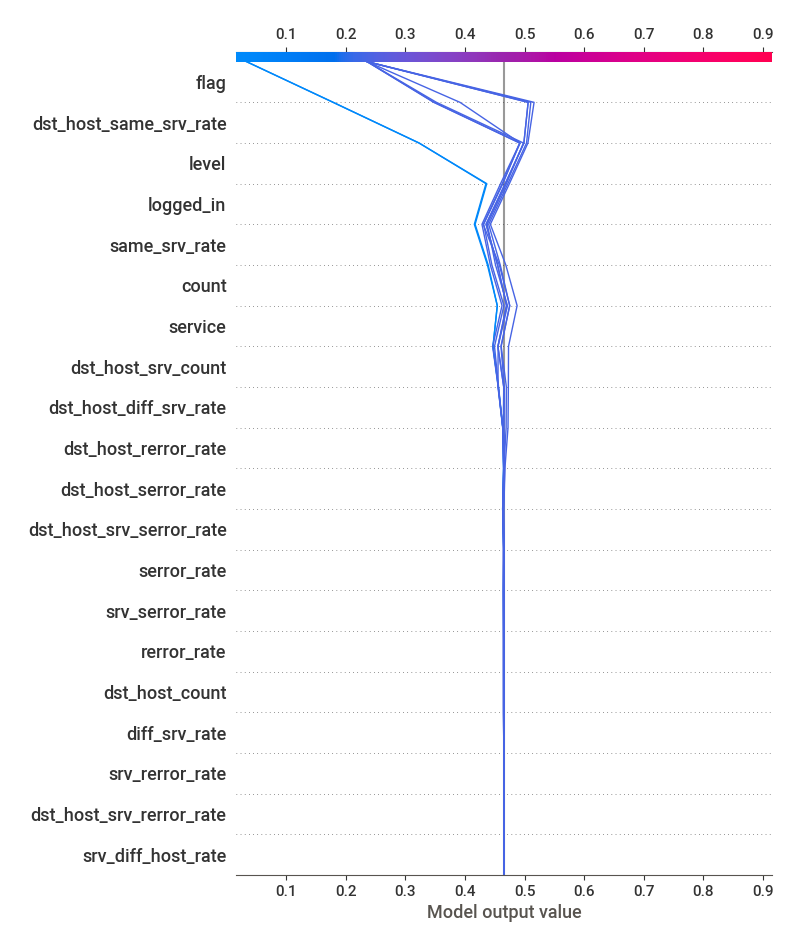 0.1 0.2 0.3 0.4 0.5 0.6 0.7 0.8 0.9
flag
dst_host_same_srv_rate
level
logged_in
same_srv_rate
count
service
dst_host_srv_count
dst_host_diff_srv_rate
dst_host_rerror_rate
dst_host_serror_rate
dst_host_srv_serror_rate
serror_rate
srv_serror_rate
rerror_rate
dst_host_count
diff_srv_rate
srv_rerror_rate
dst_host_srv_rerror_rate
srv_diff_host_rate
0.1 0.2 0.3 0.4 0.5 0.6 0.7 0.8 0.9
Model output value